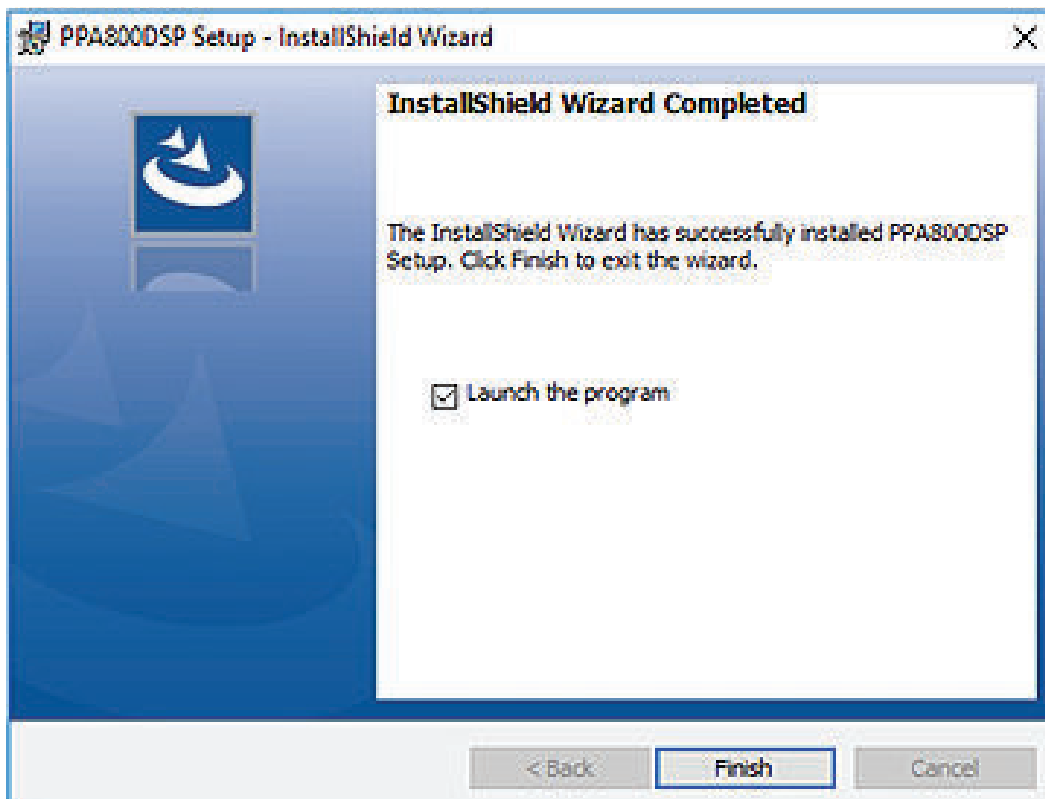 PPA800DSP Setup - InstallShield Wizard
InstallShield Wizard Completed
The InstallShield Wizard has successfully installed PPA800DSP
Setup. Click Finish to exit the wizard.
Launch the program
< Back
Finish
Cancel